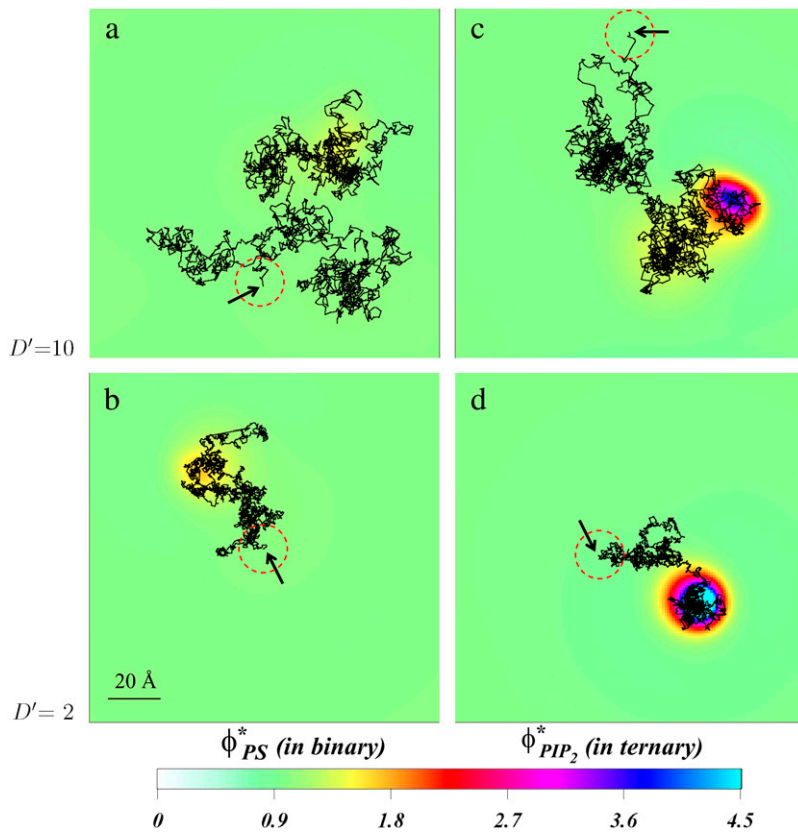 a
c
D′=10
b
d
20 Å
D′= 2
ϕ*PS (in binary)
ϕ*PIP2 (in ternary)
0 0.9 1.8 2.7 3.6 4.5